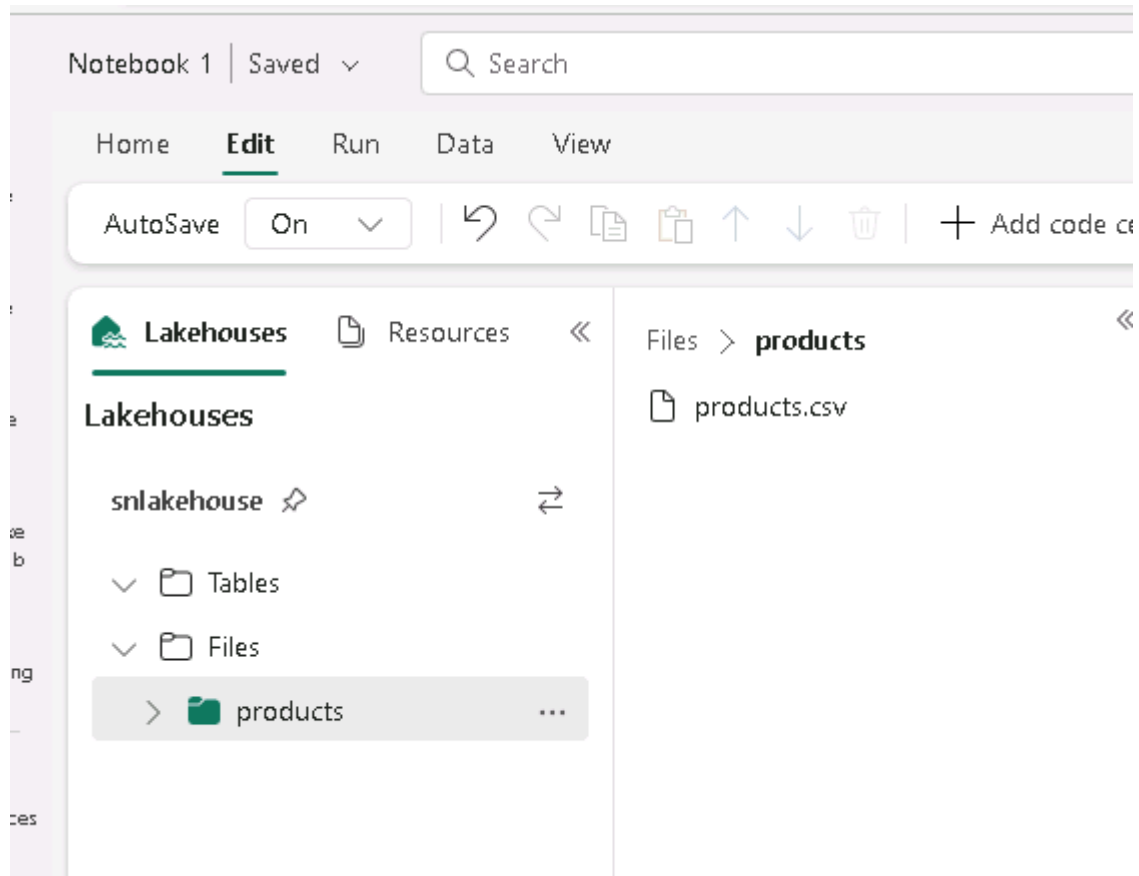 Notebook 1 | Saved
Search
Home Edit Run Data View
AutoSave On Add code
Lakehouses Resources
Lakehouses
snlakehouse
Tables
Files
products
Files > products
products.csv